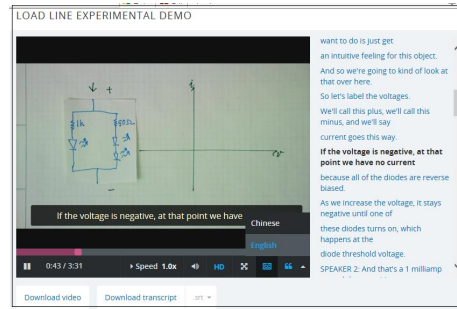 LOAD LINE EXPERIMENTAL DEMO
+
i
1k
-
v
If the voltage is negative, at that point we have
Chinese
English
0:43 / 3:31
Speed 1.0x
HD
Download video
Download transcript
.srt
want to do is just get
an intuitive feeling for this object.
And so we're going to kind of look at
that over here.
So let's label the voltages.
We'll call this plus, we'll call this
minus, and we'll say
current goes this way.
If the voltage is negative, at that
point we have no current
because all of the diodes are reverse
biased.
As we increase the voltage, it stays
negative until one of
these diodes turns on, which
happens at the
diode threshold voltage.
SPEAKER 2: And that's a 1 milliamp